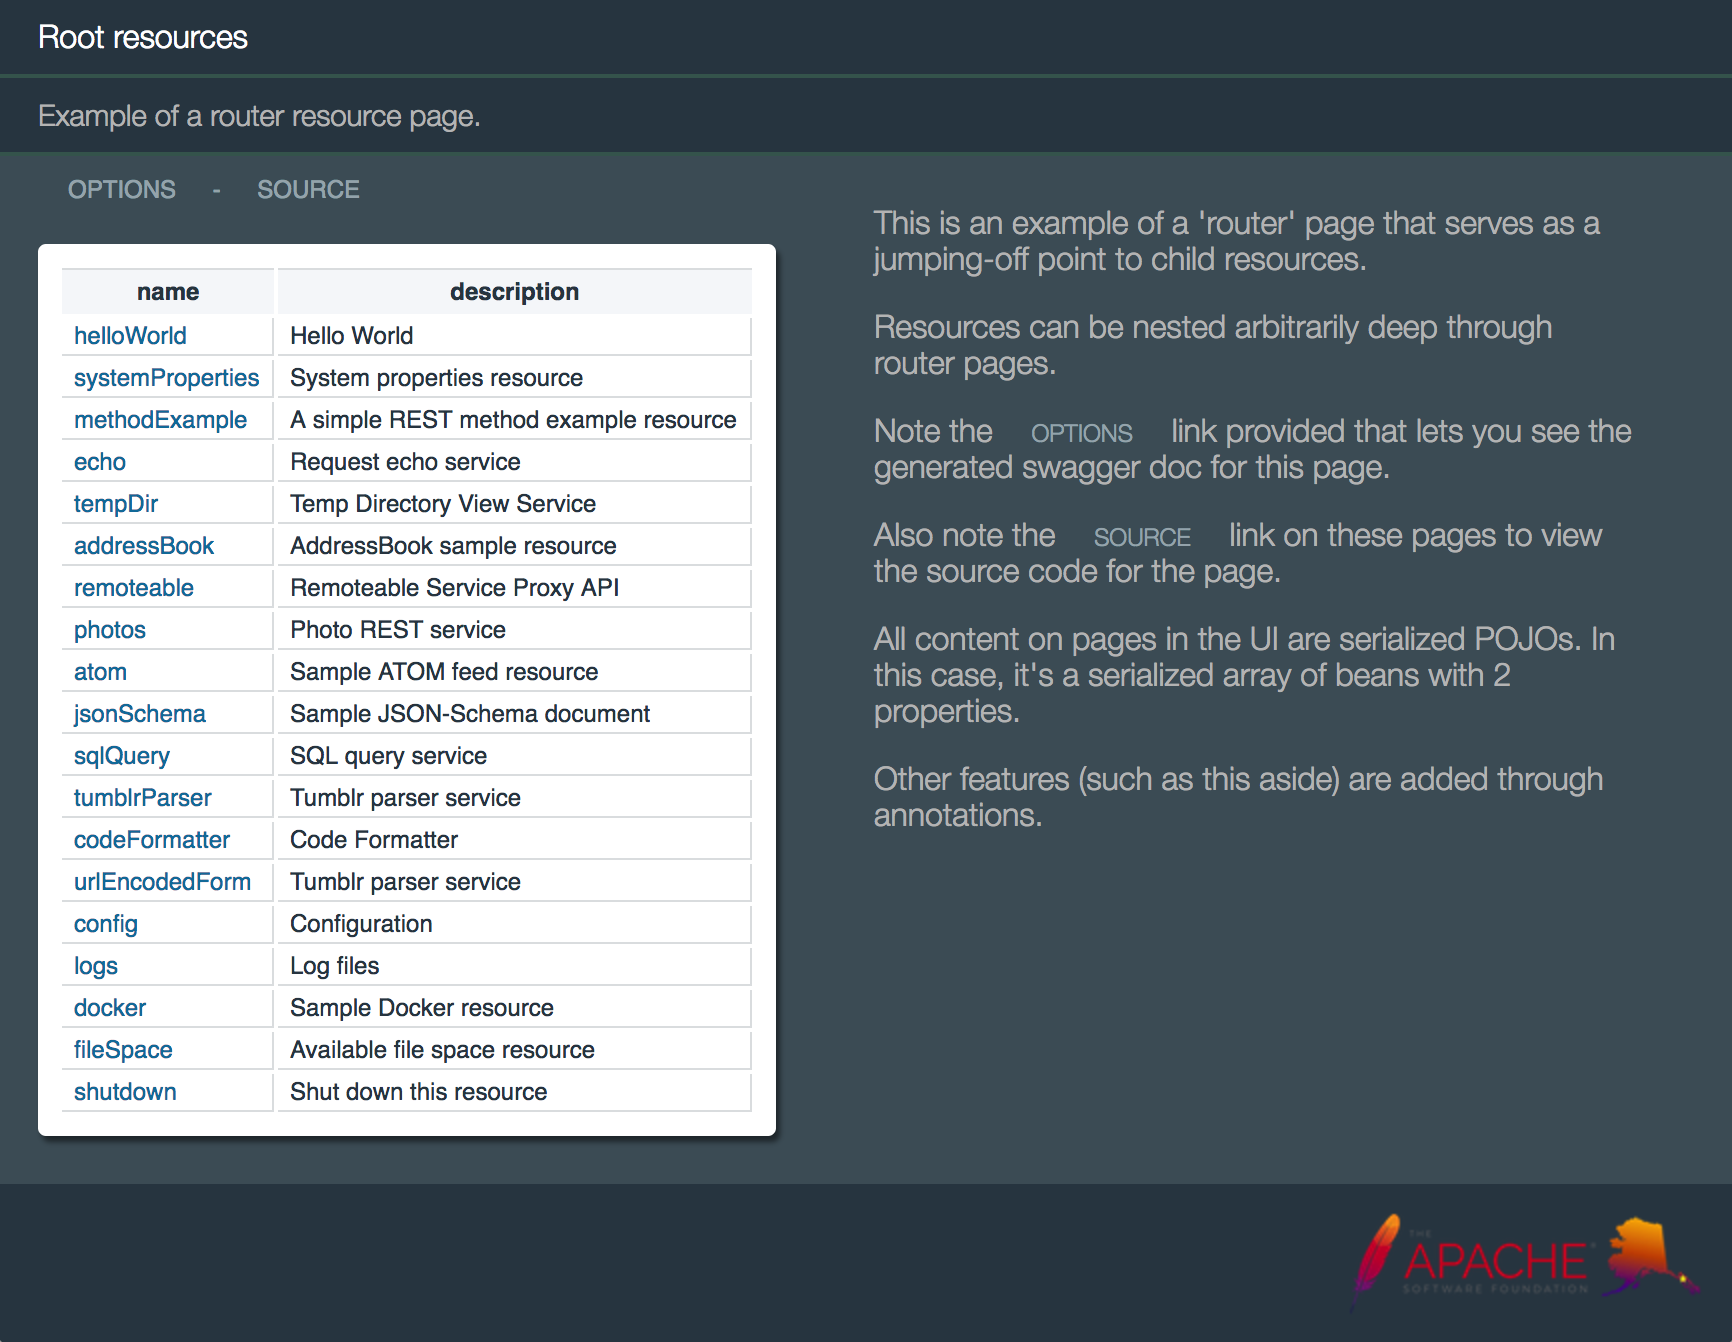 Root resources
Example of a router resource page.
OPTIONS - SOURCE
name description
helloWorld Hello World
systemProperties System properties resource
methodExample A simple REST method example resource
echo Request echo service
tempDir Temp Directory View Service
addressBook AddressBook sample resource
remoteable Remoteable Service Proxy API
photos Photo REST service
atom Sample ATOM feed resource
jsonSchema Sample JSON-Schema document
sqlQuery SQL query service
tumblrParser Tumblr parser service
codeFormatter Code Formatter
urlEncodedForm Tumblr parser service
config Configuration
logs Log files
docker Sample Docker resource
fileSpace Available file space resource
shutdown Shut down this resource
This is an example of a 'router' page that serves as a
jumping-off point to child resources.
Resources can be nested arbitrarily deep through
router pages.
Note the OPTIONS link provided that lets you see the
generated swagger doc for this page.
Also note the SOURCE link on these pages to view
the source code for the page.
All content on pages in the UI are serialized POJOs. In
this case, it's a serialized array of beans with 2
properties.
Other features (such as this aside) are added through
annotations.
THE
APACHE
SOFTWARE FOUNDATION